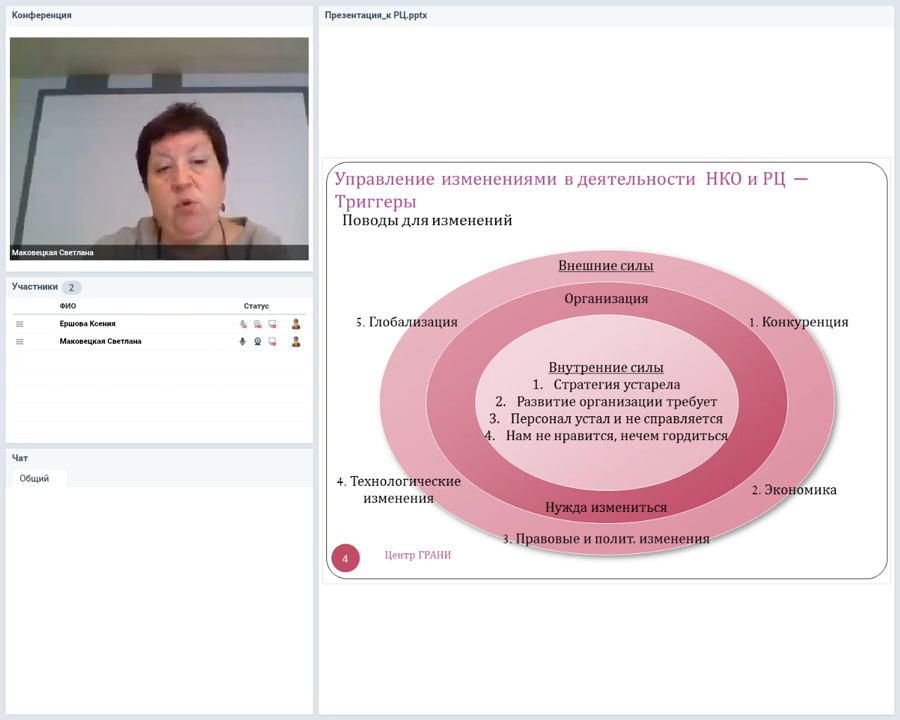 Конференция
Маковецкая Светлана
Участники 2
ФИО Статус
Ершова Ксения
Маковецкая Светлана
Чат
Общий
Презентация_к РЦ.pptx
Управление изменениями в деятельности НКО и РЦ —
Триггеры
Поводы для изменений
Внешние силы
Организация
5. Глобализация
1. Конкуренция
Внутренние силы
1. Стратегия устарела
2. Развитие организации требует
3. Персонал устал и не справляется
4. Нам не нравится, нечем гордиться
4. Технологические
изменения
2. Экономика
Нужда измениться
3. Правовые и полит. изменения
4
Центр ГРАНИ